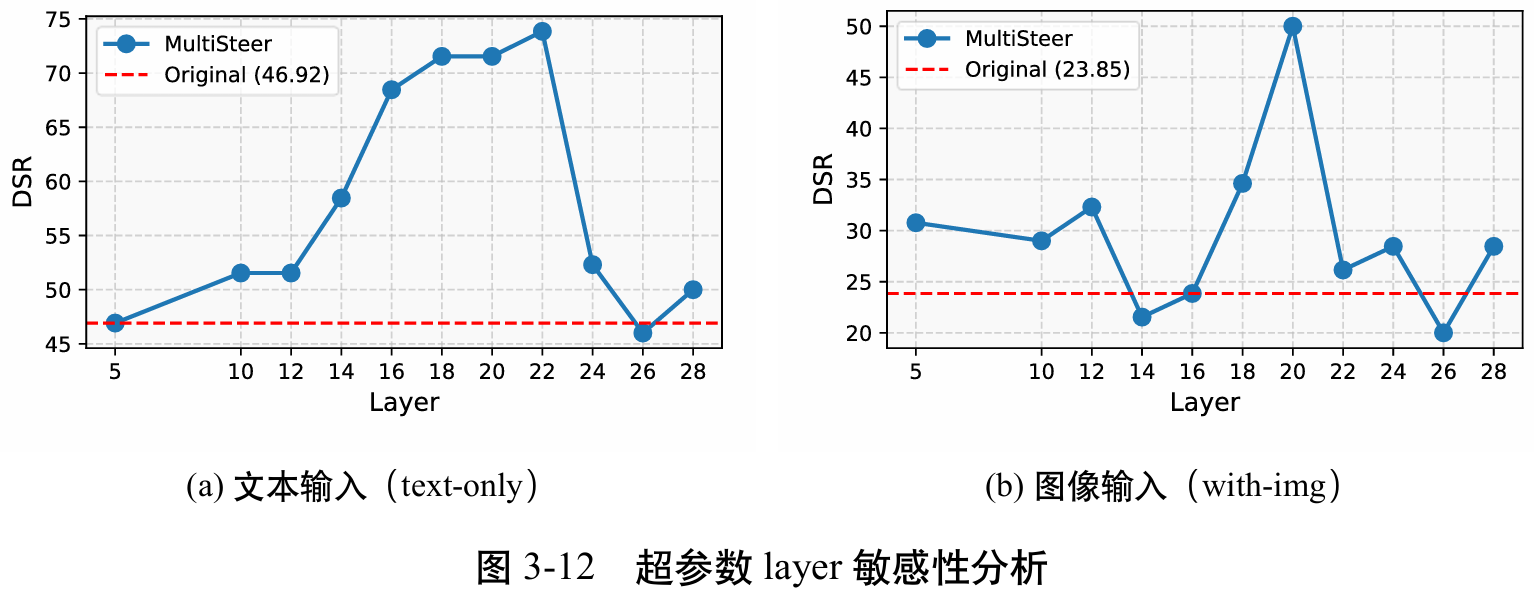 75
70
65
60
55
50
45
DSR
MultiSteer
Original (46.92)
5 10 12 14 16 18 20 22 24 26 28
Layer
(a) 文本输入（text-only）
50
45
40
35
30
25
20
DSR
MultiSteer
Original (23.85)
5 10 12 14 16 18 20 22 24 26 28
Layer
(b) 图像输入（with-img）
图 3-12 超参数 layer 敏感性分析